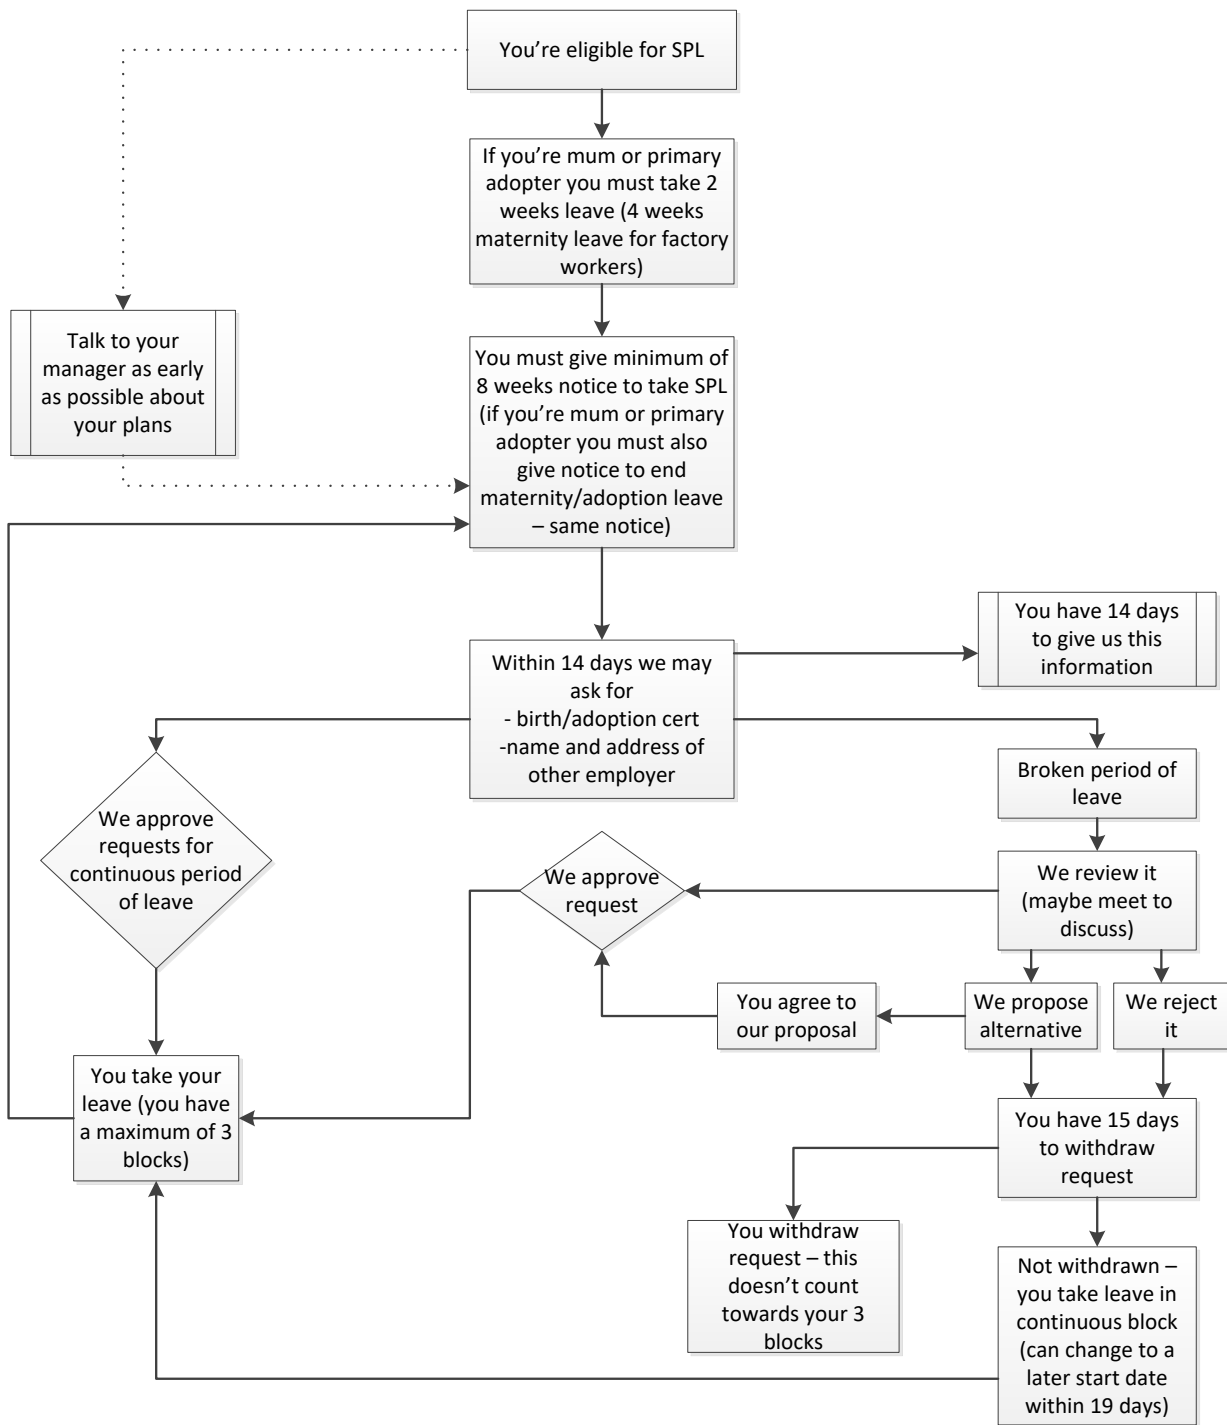 You’re eligible for SPL
If you’re mum or primary
adopter you must take 2
weeks leave (4 weeks
maternity leave for factory
workers)
Talk to your
manager as early
as possible about
your plans
You must give minimum of
8 weeks notice to take SPL
(if you’re mum or primary
adopter you must also
give notice to end
maternity/adoption leave
– same notice)
You have 14 days
to give us this
information
Within 14 days we may
ask for
- birth/adoption cert
-name and address of
other employer
Broken period of
leave
We approve
requests for
continuous period
of leave
We approve
request
We review it
(maybe meet to
discuss)
You agree to
our proposal
We propose
alternative
We reject
it
You take your
leave (you have
a maximum of 3
blocks)
You have 15 days
to withdraw
request
You withdraw
request – this
doesn’t count
towards your 3
blocks
Not withdrawn –
you take leave in
continuous block
(can change to a
later start date
within 19 days)